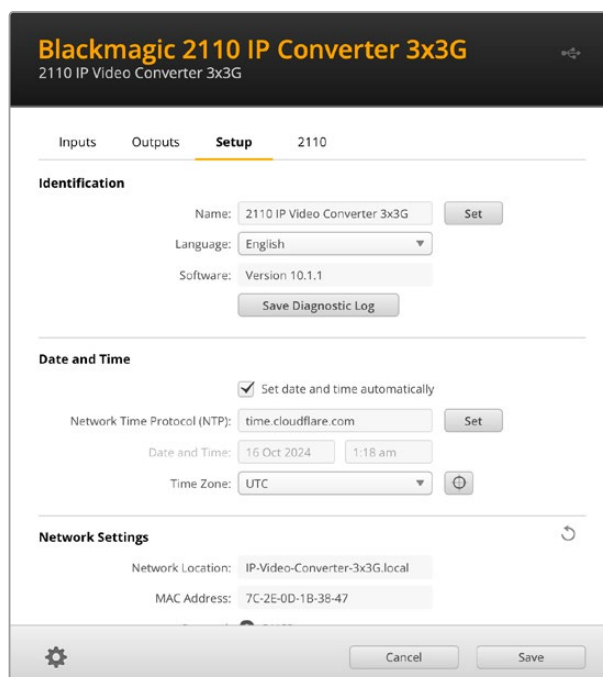 Blackmagic 2110 IP Converter 3x3G
2110 IP Video Converter 3x3G
Inputs Outputs Setup 2110
Identification
Name: 2110 IP Video Converter 3x3G Set
Language: English
Software: Version 10.1.1
Save Diagnostic Log
Date and Time
Set date and time automatically
Network Time Protocol (NTP): time.cloudflare.com Set
Date and Time: 16 Oct 2024 1:18 am
Time Zone: UTC
Network Settings
Network Location: IP-Video-Converter-3x3G.local
MAC Address: 7C-2E-0D-1B-38-47
Cancel Save